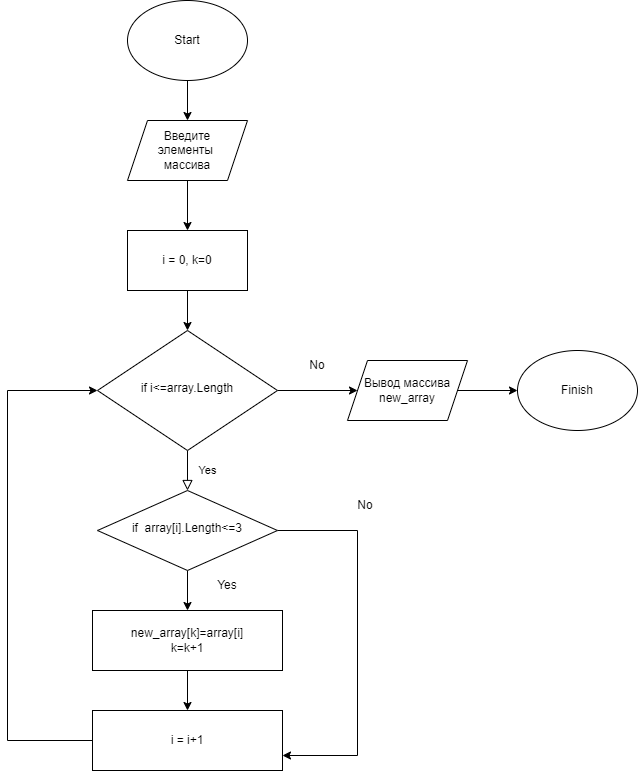 Start
Введите
элементы
массива
i = 0, k=0
if i<=array.Length
No
Вывод массива
new_array
Finish
Yes
if  array[i].Length<=3
No
Yes
new_array[k]=array[i]
k=k+1
i = i+1